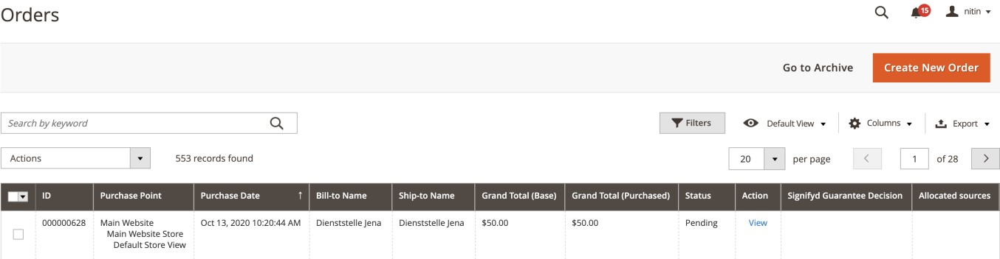 Orders
15
nitin
Go to Archive
Create New Order
Search by keyword
Filters
Default View
Columns
Export
Actions
553 records found
20
per page
1
of 28
ID
Purchase Point
Purchase Date ↑
Bill-to Name
Ship-to Name
Grand Total (Base)
Grand Total (Purchased)
Status
Action
Signifyd Guarantee Decision
Allocated sources
000000628
Main Website
Main Website Store
Default Store View
Oct 13, 2020 10:20:44 AM
Dienststelle Jena
Dienststelle Jena
$50.00
$50.00
Pending
View